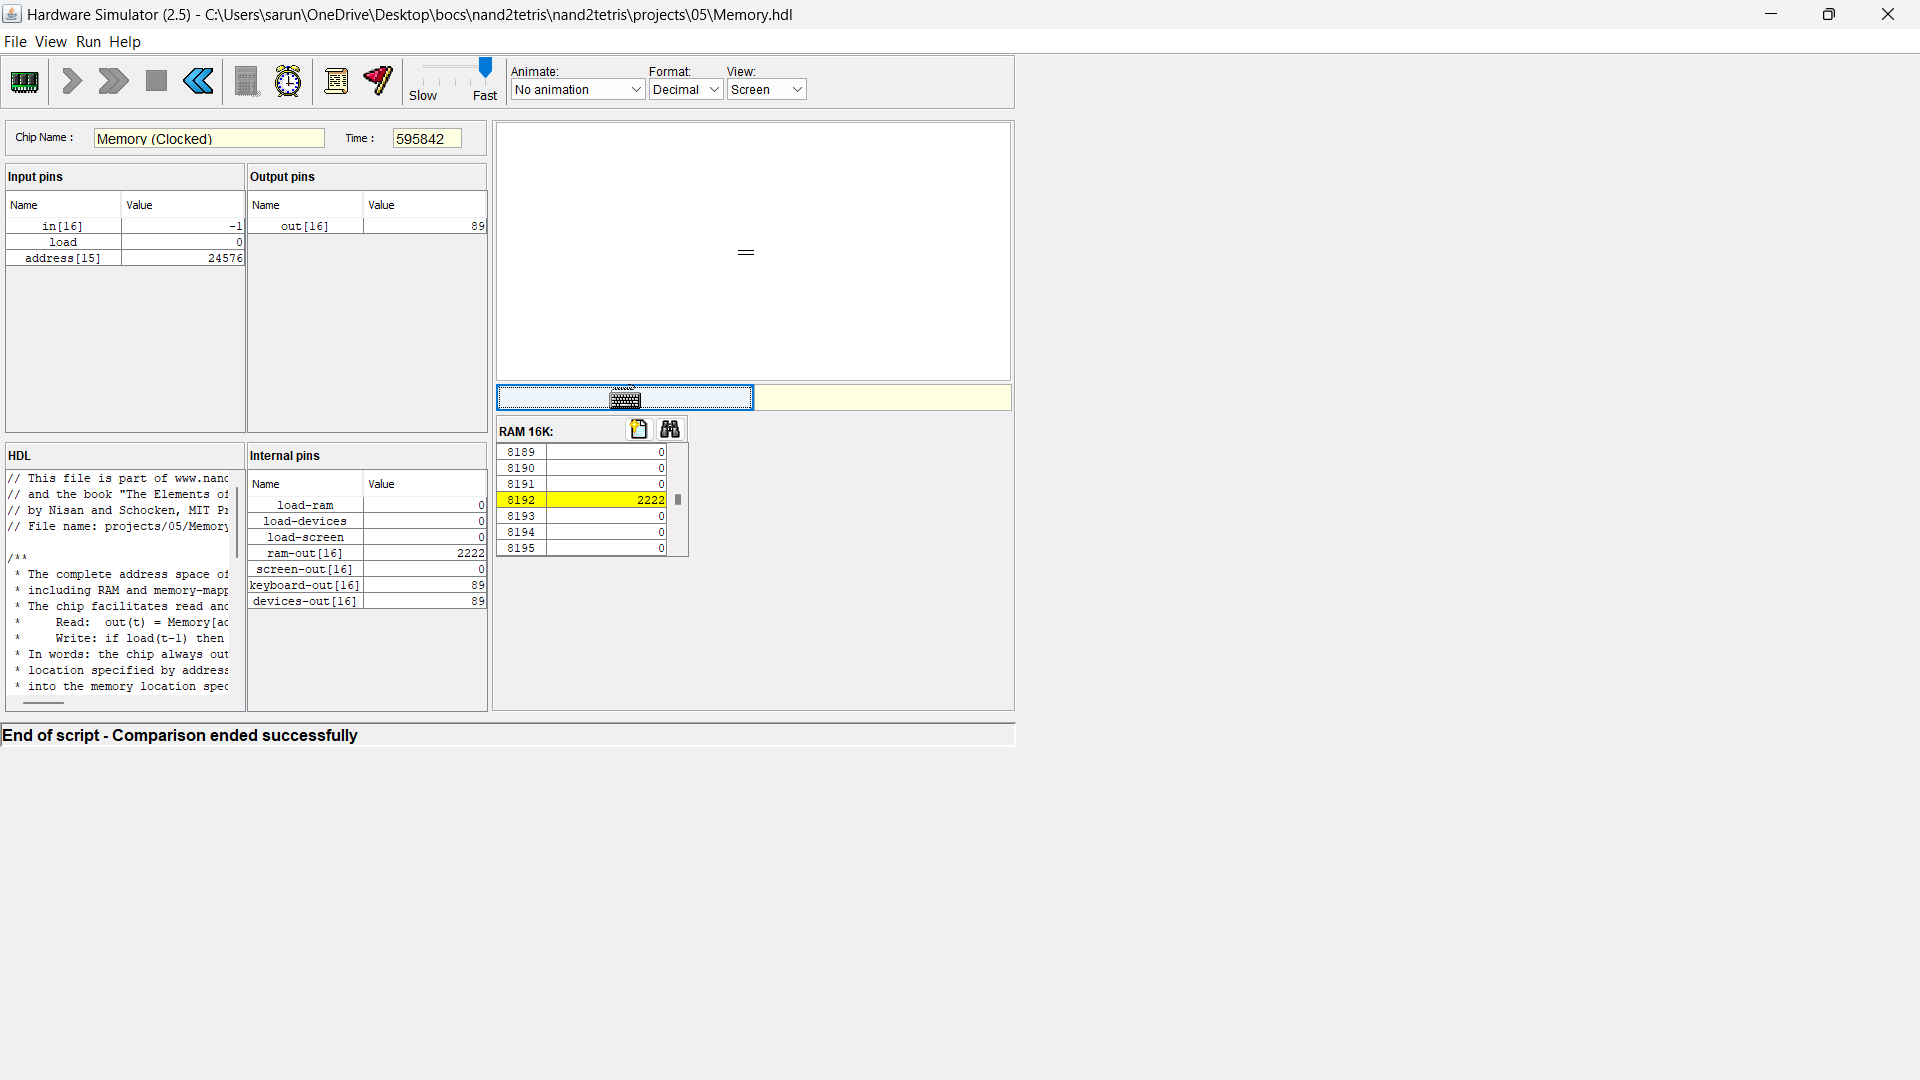 Hardware Simulator (2.5) - C:\Users\sarun\OneDrive\Desktop\bocs\nand2tetris\nand2tetris\projects\05\Memory.hdl
File View Run Help
Slow Fast
Animate: Format: View:
No animation Decimal Screen
Chip Name : Memory (Clocked) Time : 595842
Input pins
Name Value
in[16] -1
load 0
address[15] 24576
Output pins
Name Value
out[16] 89
HDL
// This file is part of www.nanc
// and the book "The Elements of
// by Nisan and Schocken, MIT Pr
// File name: projects/05/Memory
/**
* The complete address space of
* including RAM and memory-mapp
* The chip facilitates read and
* Read: out(t) = Memory[ac
* Write: if load(t-1) then
* In words: the chip always out
* location specified by address
* into the memory location spec
Internal pins
Name Value
load-ram 0
load-devices 0
load-screen 0
ram-out[16] 2222
screen-out[16] 0
keyboard-out[16] 89
devices-out[16] 89
RAM 16K:
8189 0
8190 0
8191 0
8192 2222
8193 0
8194 0
8195 0
End of script - Comparison ended successfully